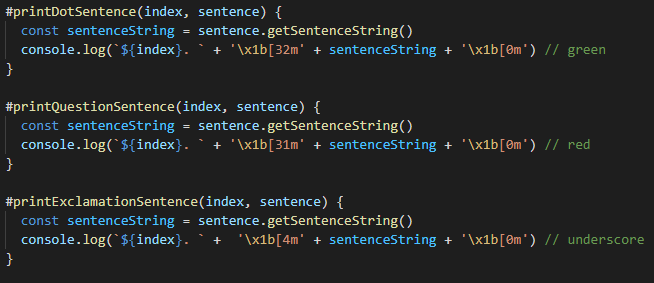 #printDotSentence(index, sentence) {
  const sentenceString = sentence.getSentenceString()
  console.log(`${index}. ` + '\x1b[32m' + sentenceString + '\x1b[0m') // green
}

#printQuestionSentence(index, sentence) {
  const sentenceString = sentence.getSentenceString()
  console.log(`${index}. ` + '\x1b[31m' + sentenceString + '\x1b[0m') // red
}

#printExclamationSentence(index, sentence) {
  const sentenceString = sentence.getSentenceString()
  console.log(`${index}. ` +  '\x1b[4m' + sentenceString + '\x1b[0m') // underscore
}